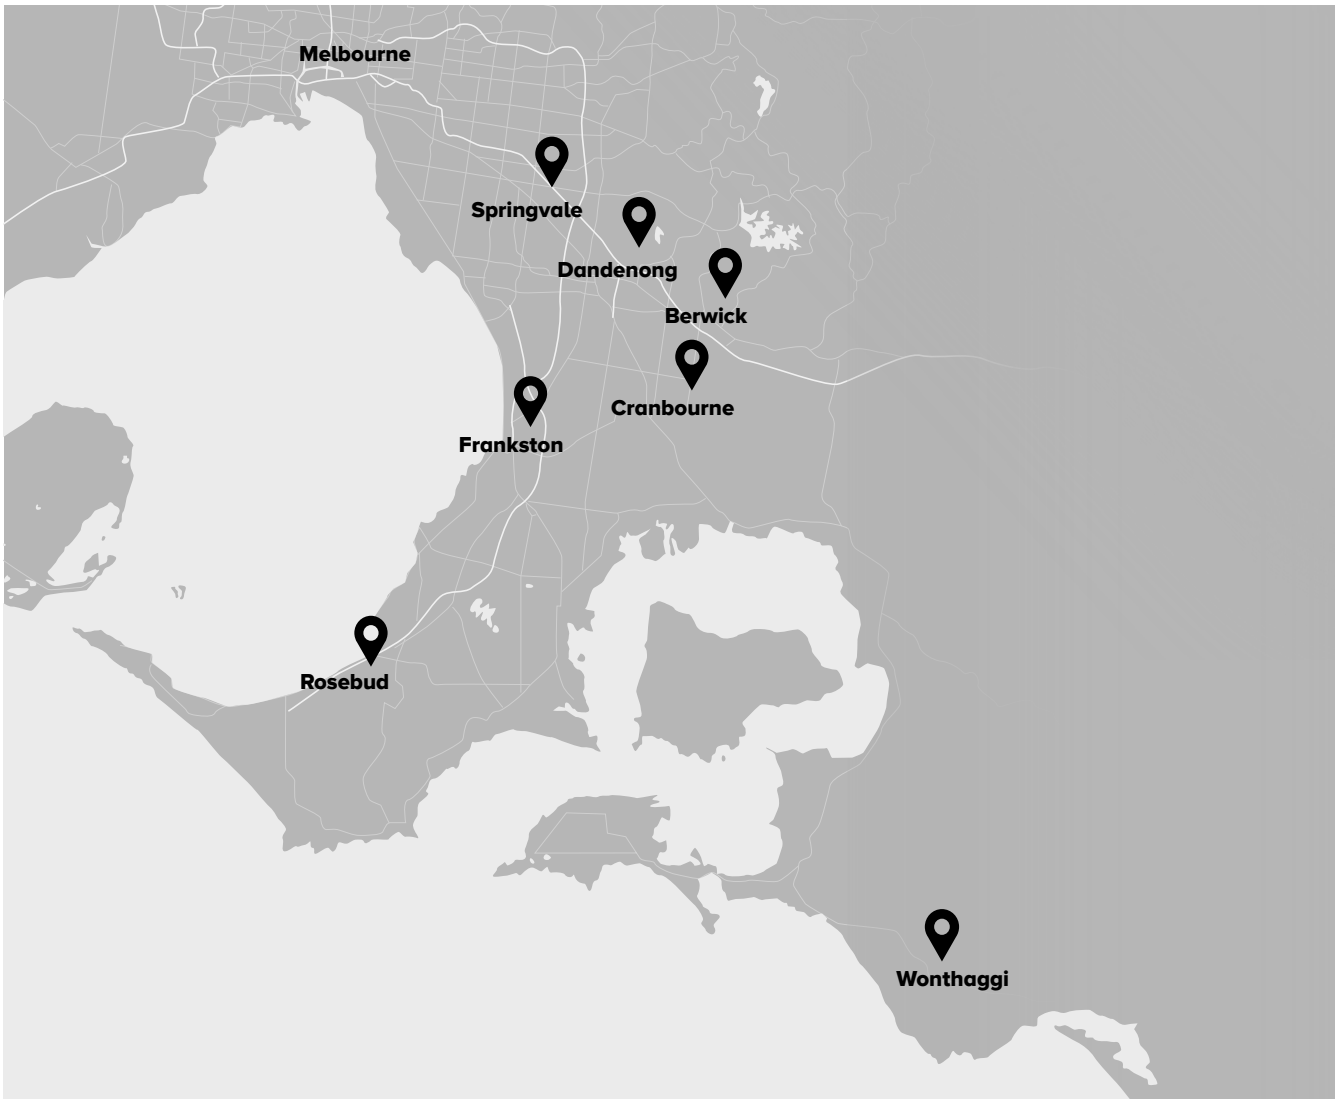 Melbourne
Springvale
Dandenong
Berwick
Cranbourne
Frankston
Rosebud
Wonthaggi